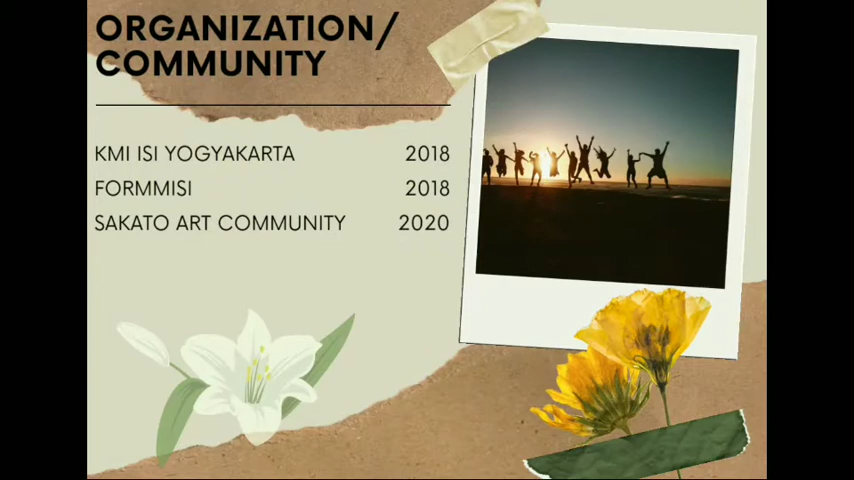 ORGANIZATION/
COMMUNITY
KMI ISI YOGYAKARTA 2018
FORMMISI 2018
SAKATO ART COMMUNITY 2020